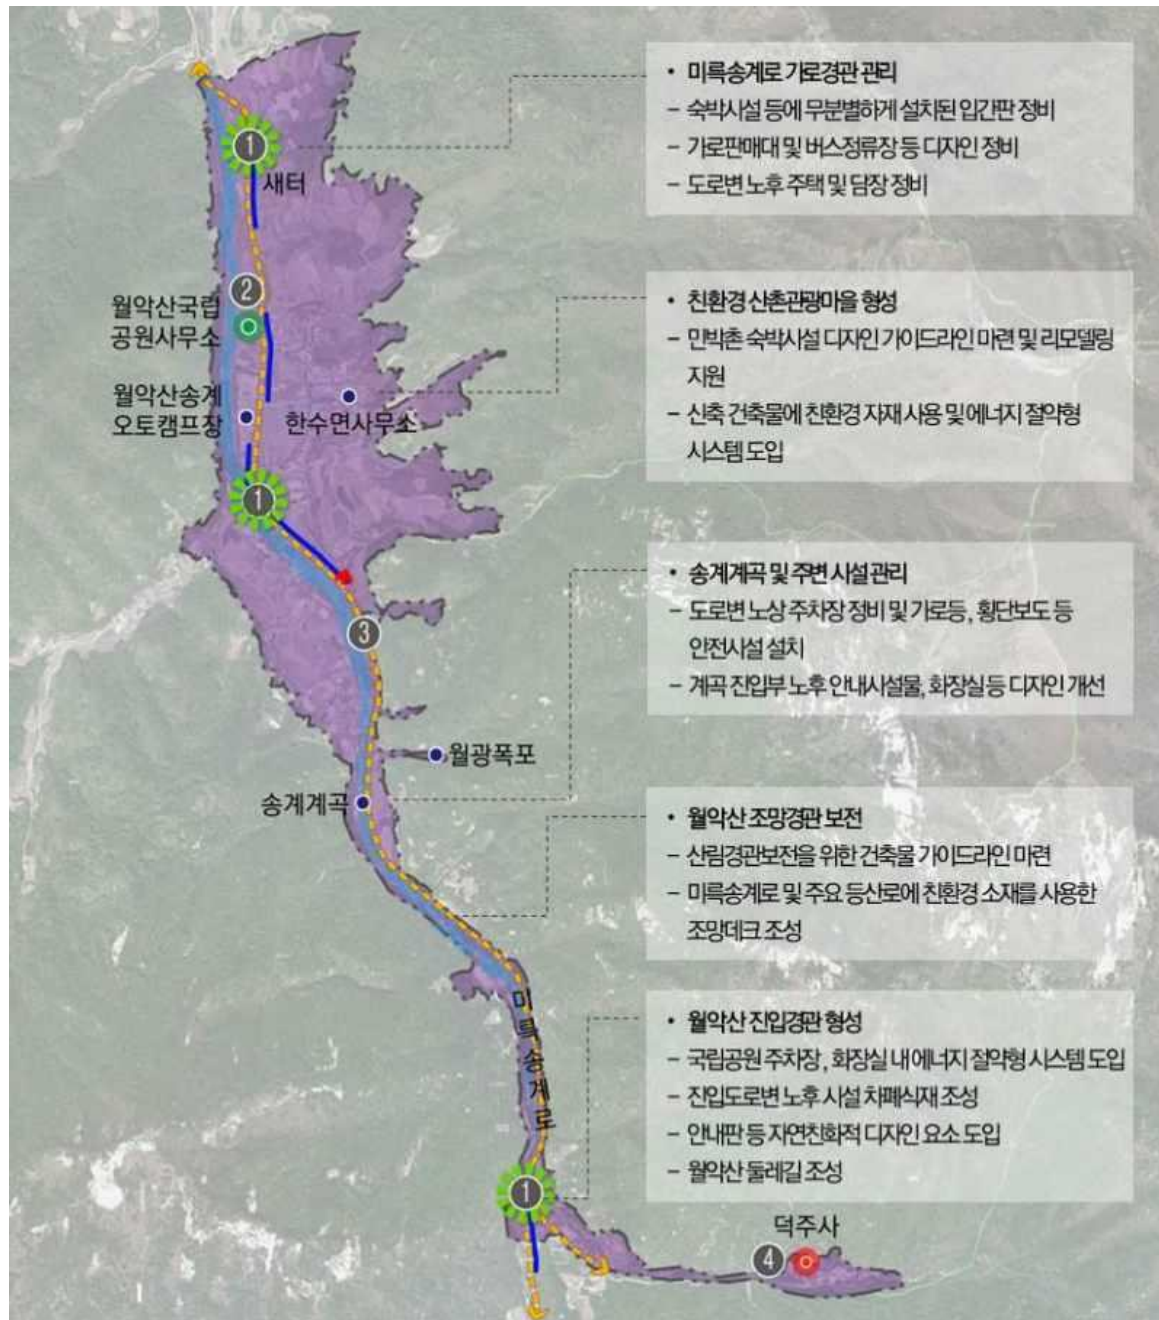 • 미륵송계로 가로경관 관리
– 숙박시설 등에 무분별하게 설치된 입간판 정비
– 가로판매대 및 버스정류장 등 디자인 정비
– 도로변 노후 주택 및 담장 정비
1
새터
2
월악산국립
공원사무소
• 친환경 산촌관광마을 형성
– 민박촌 숙박시설 디자인 가이드라인 마련 및 리모델링
지원
– 신축 건축물에 친환경 자재 사용 및 에너지 절약형
시스템 도입
월악산송계
오토캠프장
한수면사무소
1
• 송계계곡 및 주변 시설 관리
– 도로변 노상 주차장 정비 및 가로등, 횡단보도 등
안전시설 설치
– 계곡 진입부 노후 안내시설물, 화장실 등 디자인 개선
3
월광폭포
송계계곡
• 월악산 조망경관 보전
– 산림경관보전을 위한 건축물 가이드라인 마련
– 미륵송계로 및 주요 등산로에 친환경 소재를 사용한
조망데크 조성
미륵송계로
• 월악산 진입경관 형성
– 국립공원 주차장, 화장실 내 에너지 절약형 시스템 도입
– 진입도로변 노후 시설 차폐식재 조성
– 안내판 등 자연친화적 디자인 요소 도입
– 월악산 둘레길 조성
1
덕주사
4